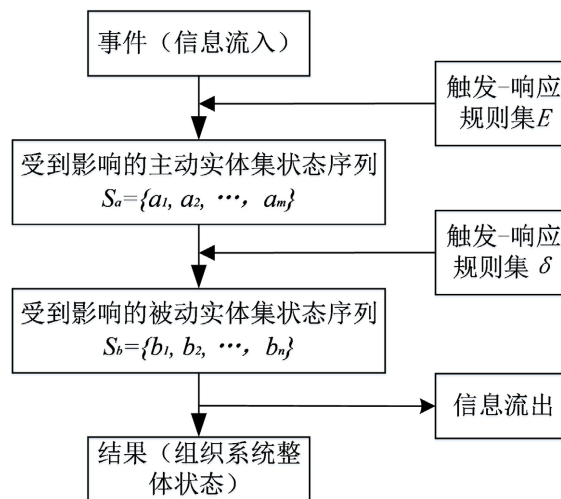 事件（信息流入）
触发-响应
规则集E
受到影响的主动实体集状态序列
Sa={a1, a2, …，am}
触发-响应
规则集 δ
受到影响的被动实体集状态序列
Sb={b1, b2, …，bn}
信息流出
结果（组织系统整
体状态）